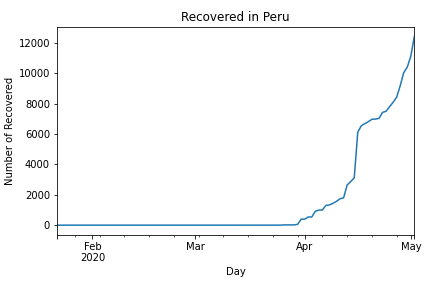 Recovered in Peru
Number of Recovered
12000
10000
8000
6000
4000
2000
0
Feb
2020
Mar
Apr
May
Day